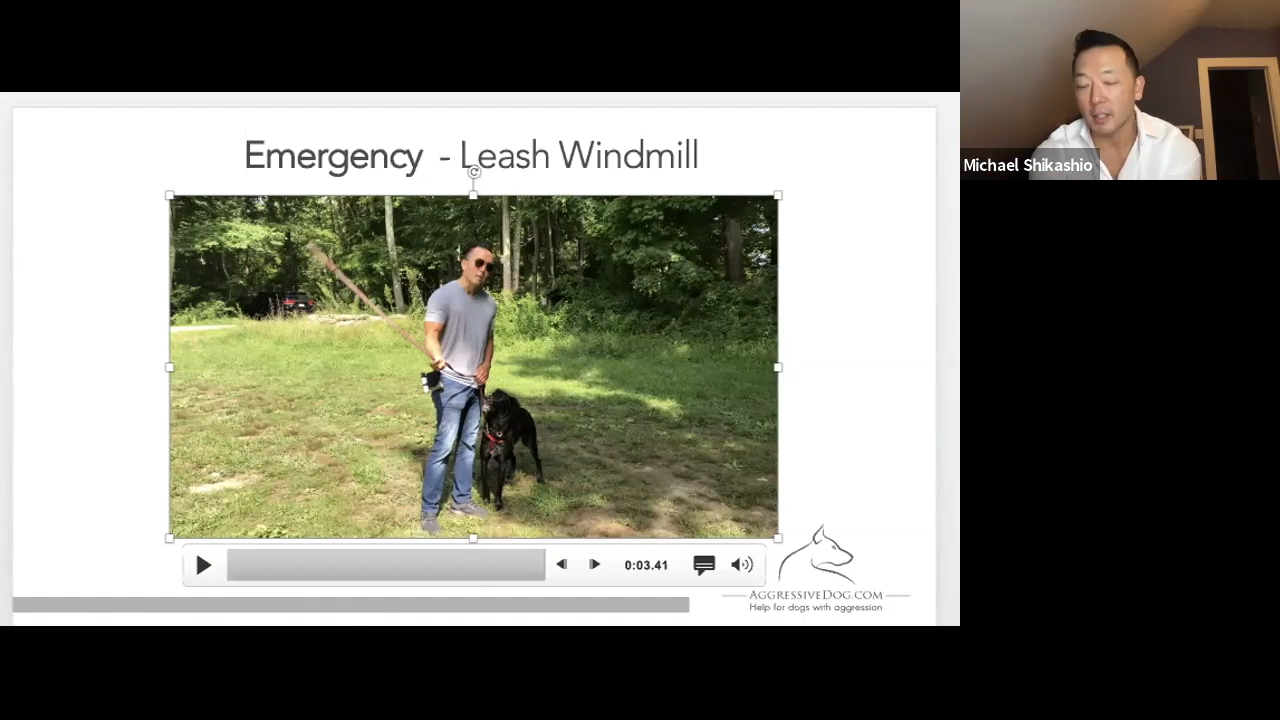 Emergency - Leash Windmill
Michael Shikashio
0:03.41
AGGRESSIVEDOG.COM
Help for dogs with aggression